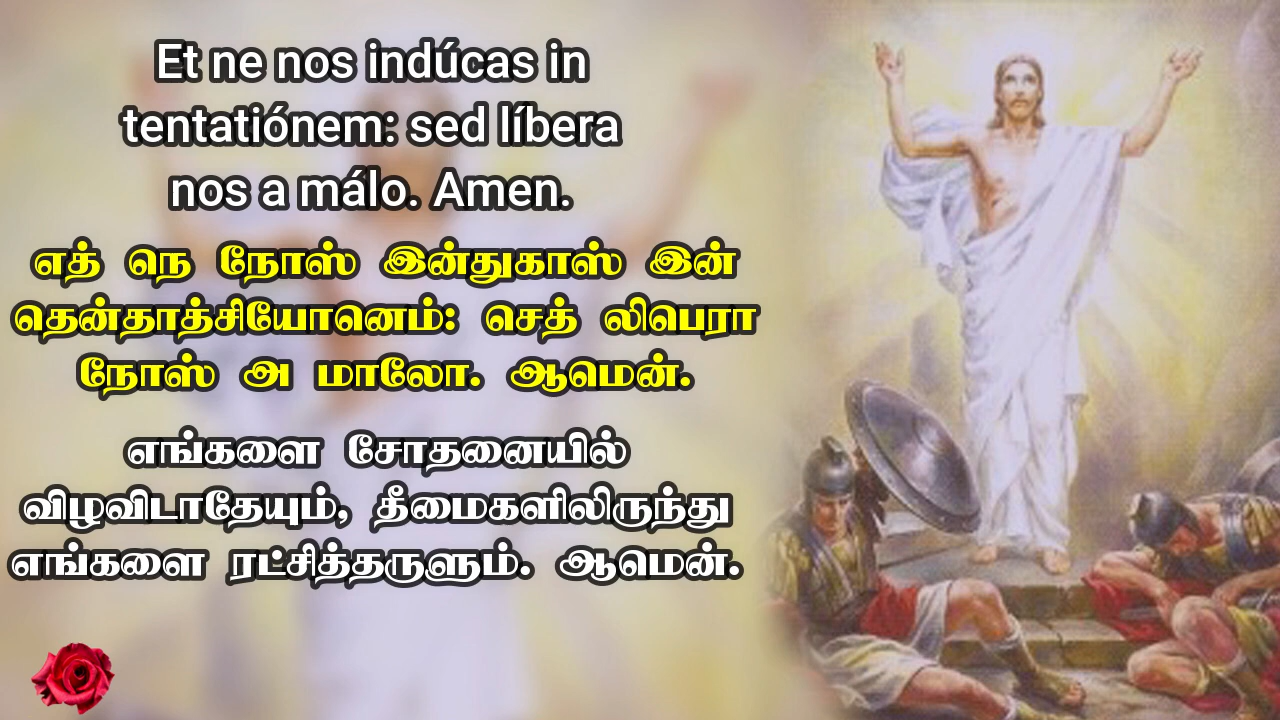 Et ne nos indúcas in
tentatiónem: sed líbera
nos a málo. Amen.
எத் நெ நோஸ் இன்துகாஸ் இன்
தென்தாத்சியோனெம்: செத் லிபெரா
நோஸ் அ மாலோ. ஆமென்.
எங்களை சோதனையில்
விழவிடாதேயும், தீமைகளிலிருந்து
எங்களை ரட்சித்தருளும். ஆமென்.